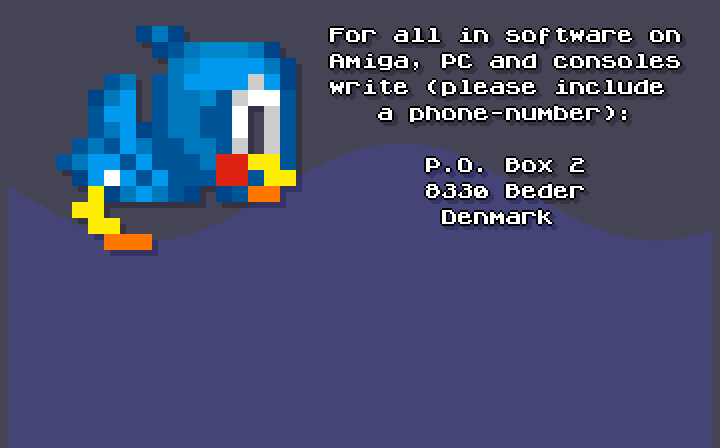 For all in software on
Amiga, PC and consoles
write (please include
a phone-number):
P.O. Box 2
8330 Beder
Denmark